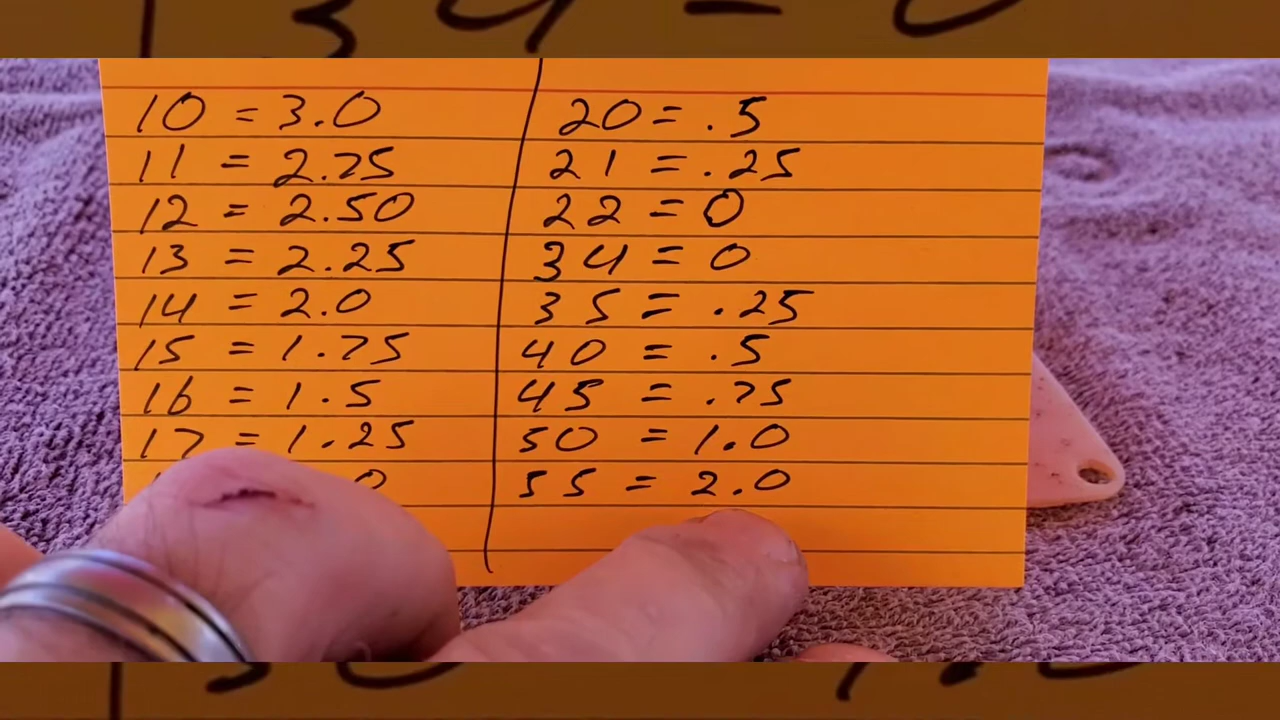 10 = 3.0
11 = 2.75
12 = 2.50
13 = 2.25
14 = 2.0
15 = 1.75
16 = 1.5
17 = 1.25
20 = .5
21 = .25
22 = 0
34 = 0
35 = .25
40 = .5
45 = .75
50 = 1.0
55 = 2.0